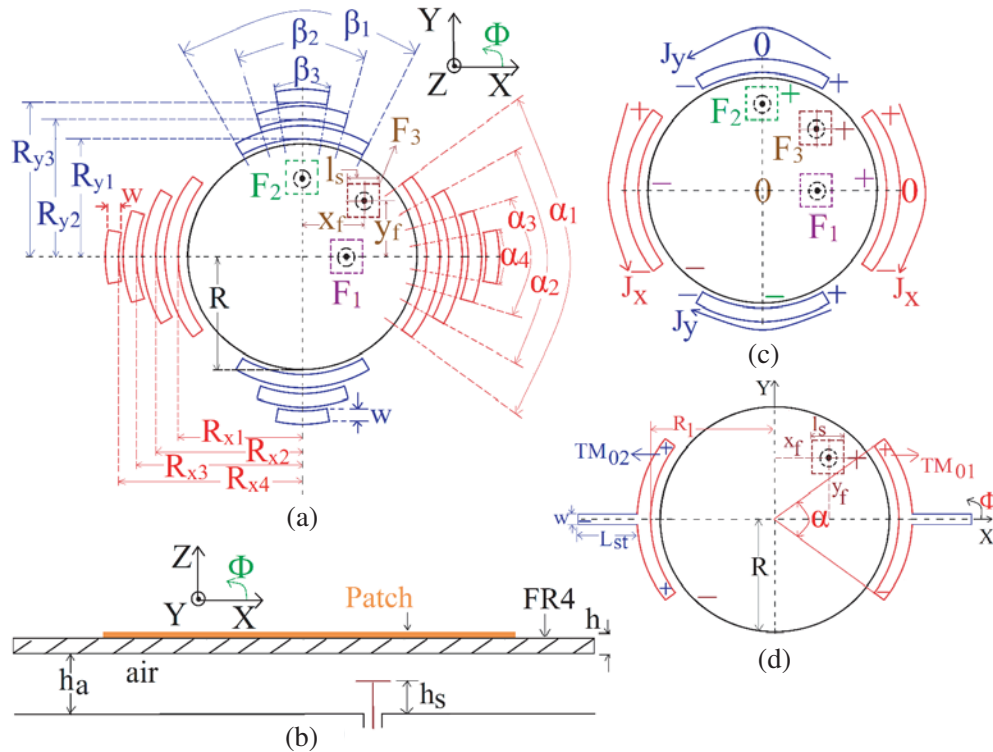 Y
Φ
Z
X
β1
β2
β3
Ry3
Ry2
Ry1
w
F3
F2
ls
xf
yf
F1
α1
α3
α4
α2
R
w
Rx1
Rx2
Rx3
Rx4
(a)
Z
Φ
Y
X
Patch
FR4
h
ha
air
hs
(b)
Jy
0
−
+
F2
+
+
+
F3
+
−
0
+
0
F1
−
−
−
Jx
−
+
Jx
Jy
(c)
Y
Rl
ls
xf
TM02
+
+
+
TM01
yf
w
−
α
Φ
X
Lst
R
+
−
−
(d)